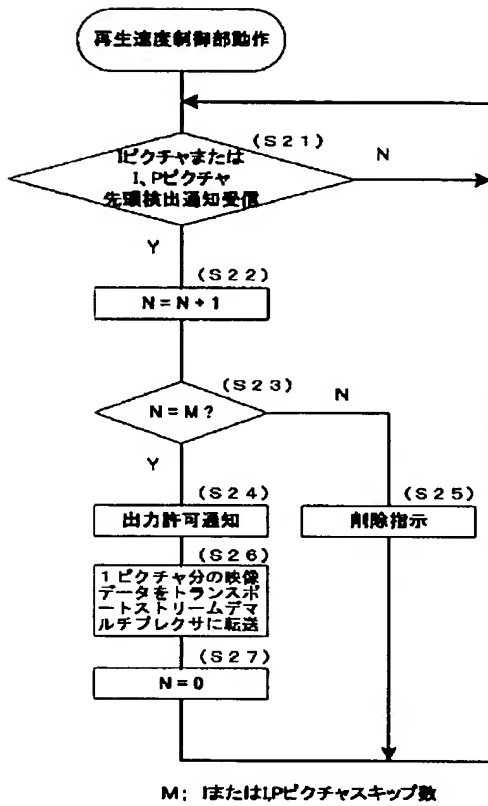 再生速度制御部動作
(S21)
N
Iピクチャまたは
I、Pピクチャ
先頭検出通知受信
Y
(S22)
N=N+1
(S23)
N
N=M?
Y
(S24)
(S25)
出力許可通知
削除指示
(S26)
1ピクチャ分の映像
データをトランスポ
ートストリームデマ
ルチプレクサに転送
(S27)
N=0
M; IまたはI,Pピクチャスキップ数